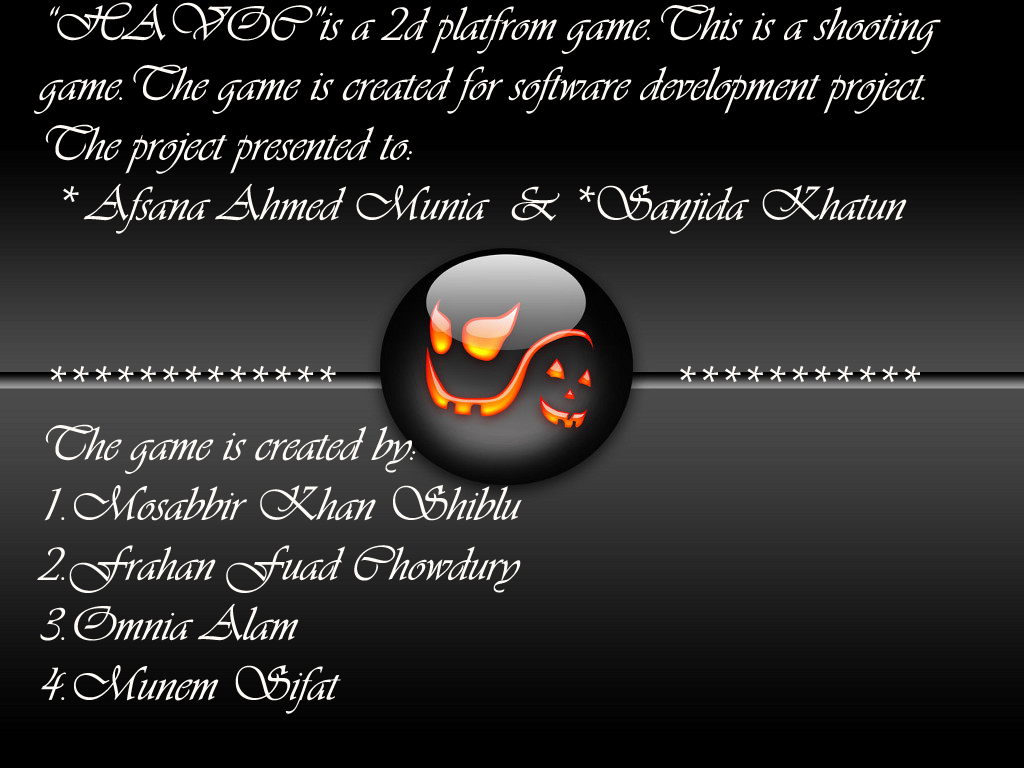 "HAVOC"is a 2d platfrom game.This is a shooting
game.The game is created for software development project.
The project presented to:
* Afsana Ahmed Munia & *Sanjida Khatun
************* ***********
The game is created by:
1.Mosabbir Khan Shiblu
2.Frahan Fuad Chowdury
3.Omnia Alam
4.Munem Sifat